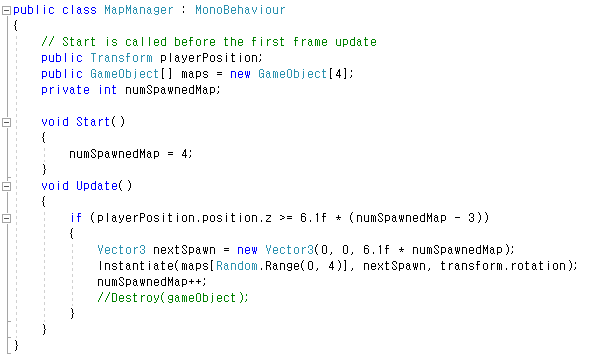 public class MapManager : MonoBehaviour
{
    // Start is called before the first frame update
    public Transform playerPosition;
    public GameObject[] maps = new GameObject[4];
    private int numSpawnedMap;

    void Start()
    {
        numSpawnedMap = 4;
    }
    void Update()
    {
        if (playerPosition.position.z >= 6.1f * (numSpawnedMap - 3))
        {
            Vector3 nextSpawn = new Vector3(0, 0, 6.1f * numSpawnedMap);
            Instantiate(maps[Random.Range(0, 4)], nextSpawn, transform.rotation);
            numSpawnedMap++;
            //Destroy(gameObject);
        }
    }
}